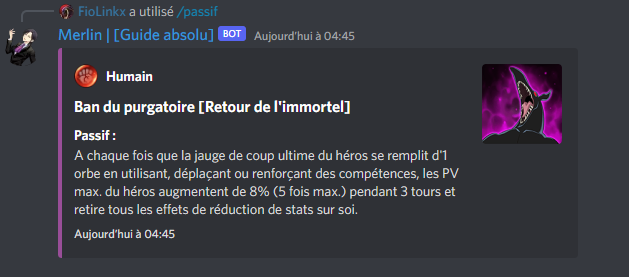 FioLinkx a utilisé /passif
Merlin | [Guide absolu] BOT Aujourd'hui à 04:45
Humain
Ban du purgatoire [Retour de l'immortel]
Passif :
A chaque fois que la jauge de coup ultime du héros se remplit d'1
orbe en utilisant, déplaçant ou renforçant des compétences, les PV
max. du héros augmentent de 8% (5 fois max.) pendant 3 tours et
retire tous les effets de réduction de stats sur soi.
Aujourd'hui à 04:45